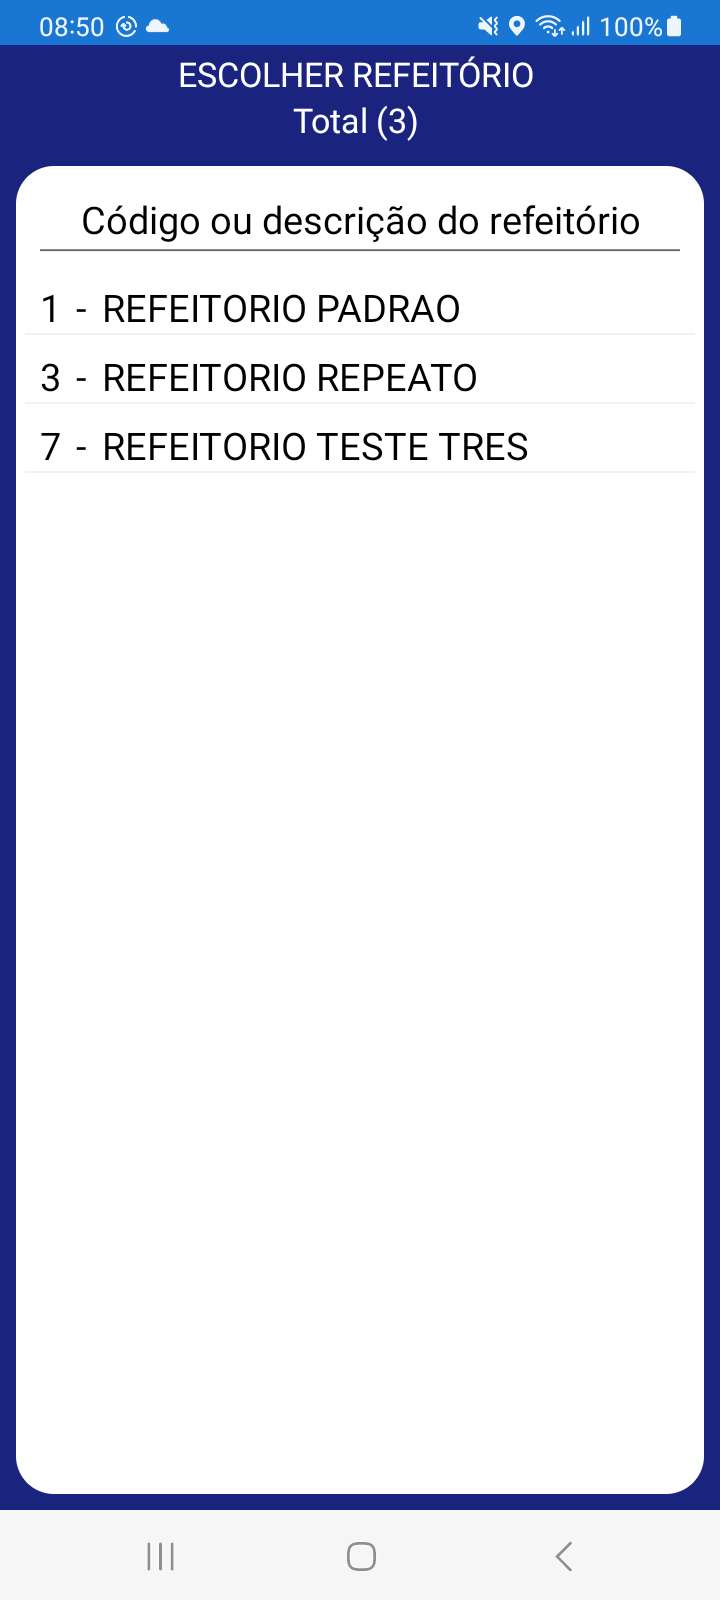 08:50 100%
ESCOLHER REFEITÓRIO
Total (3)
Código ou descrição do refeitório
1 - REFEITORIO PADRAO
3 - REFEITORIO REPEATO
7 - REFEITORIO TESTE TRES